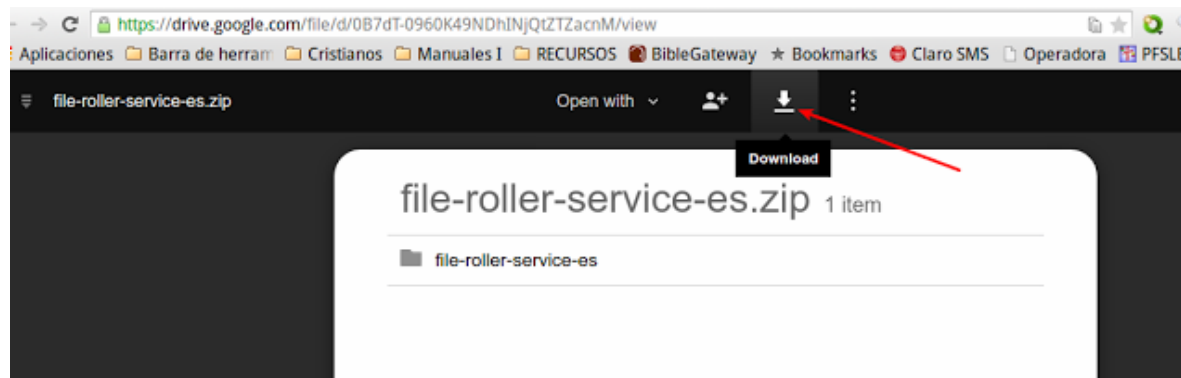 https://drive.google.com/file/d/0B7dT-0960K49NDhINjQtZTZacnM/view
Aplicaciones Barra de herram Cristianos Manuales I RECURSOS BibleGateway Bookmarks Claro SMS Operadora PFSLE
file-roller-service-es.zip Open with
Download
file-roller-service-es.zip 1 item
file-roller-service-es